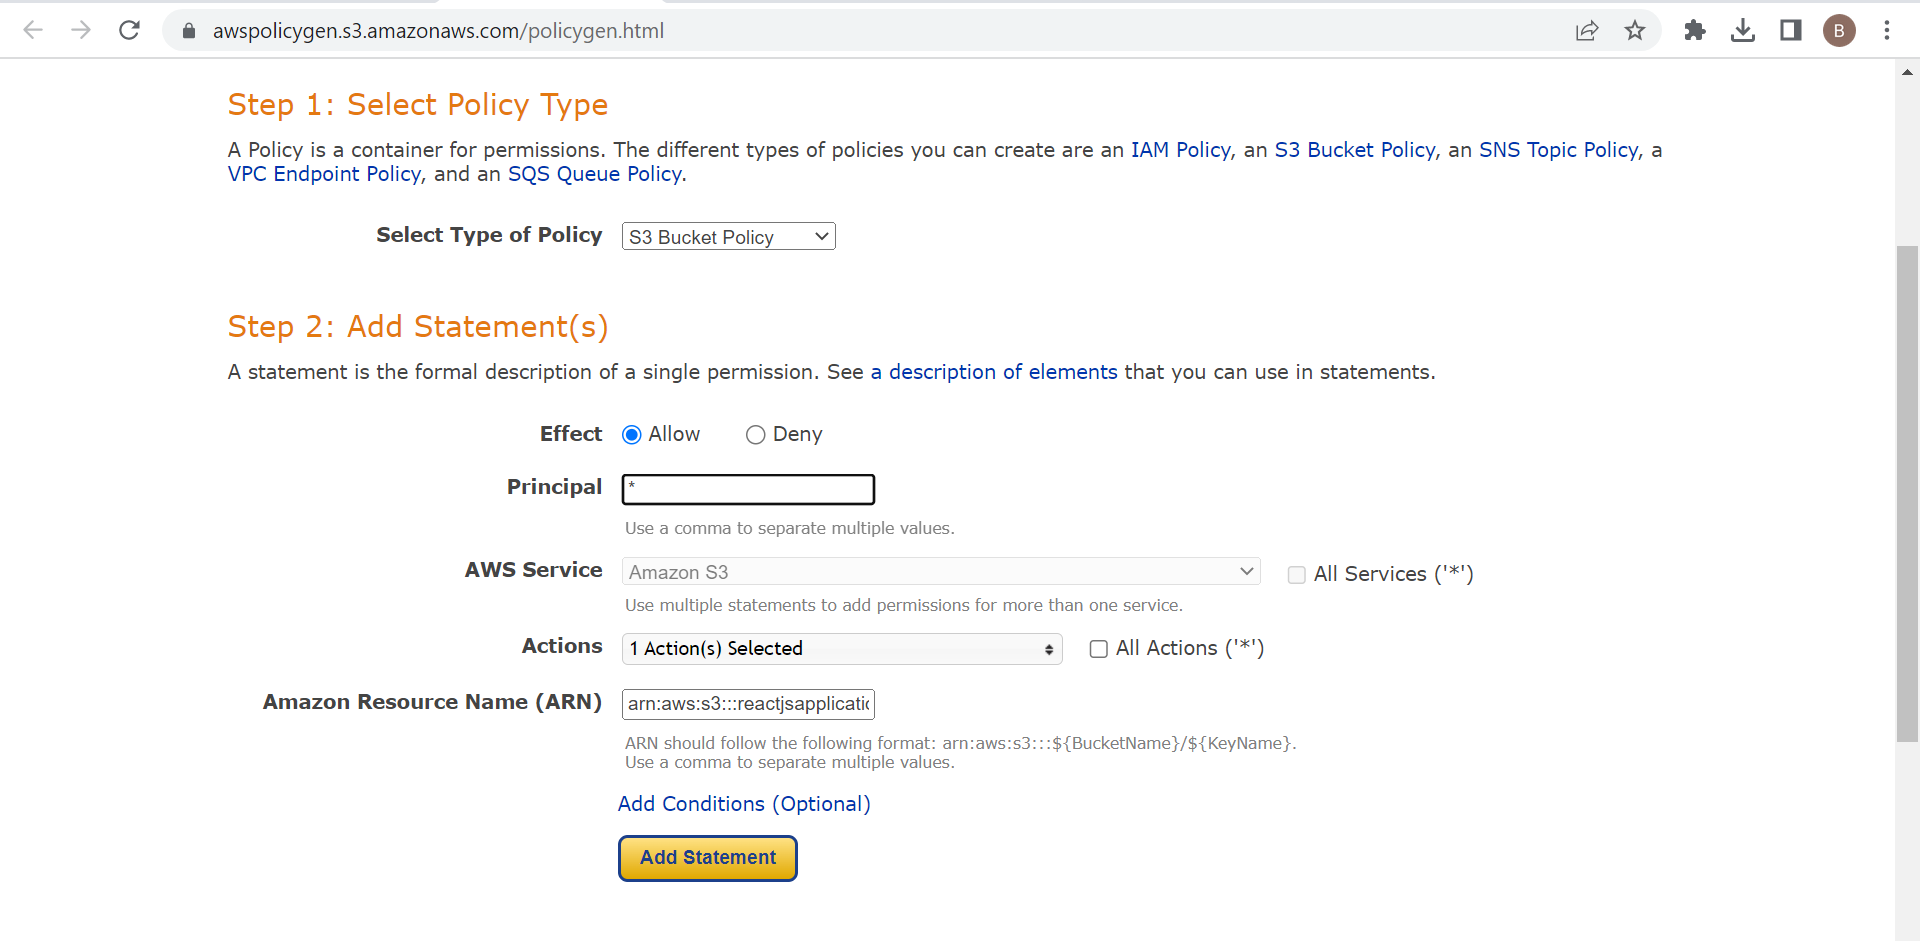 awspolicygen.s3.amazonaws.com/policygen.html
B
Step 1: Select Policy Type
A Policy is a container for permissions. The different types of policies you can create are an IAM Policy, an S3 Bucket Policy, an SNS Topic Policy, a
VPC Endpoint Policy, and an SQS Queue Policy.
Select Type of Policy S3 Bucket Policy
Step 2: Add Statement(s)
A statement is the formal description of a single permission. See a description of elements that you can use in statements.
Effect Allow Deny
Principal *
Use a comma to separate multiple values.
AWS Service Amazon S3 All Services ('*')
Use multiple statements to add permissions for more than one service.
Actions 1 Action(s) Selected All Actions ('*')
Amazon Resource Name (ARN) arn:aws:s3:::reactjsapplicatio
ARN should follow the following format: arn:aws:s3:::${BucketName}/${KeyName}.
Use a comma to separate multiple values.
Add Conditions (Optional)
Add Statement